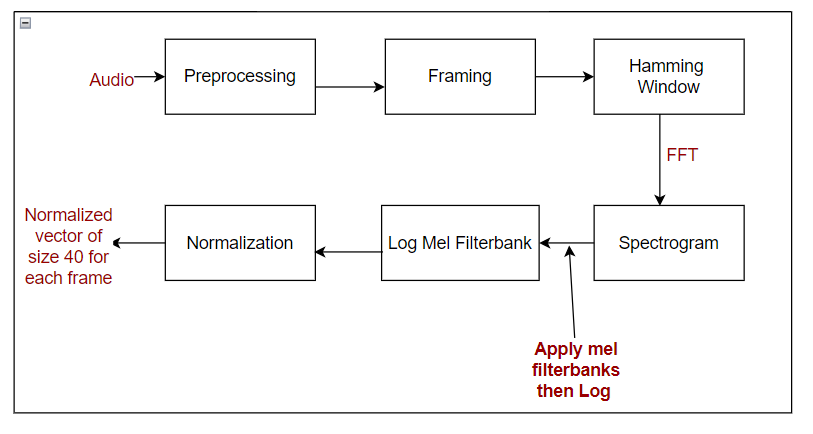 Audio
Preprocessing
Framing
Hamming
Window
FFT
Normalized
vector of
size 40 for
each frame
Normalization
Log Mel Filterbank
Spectrogram
Apply mel
filterbanks
then Log